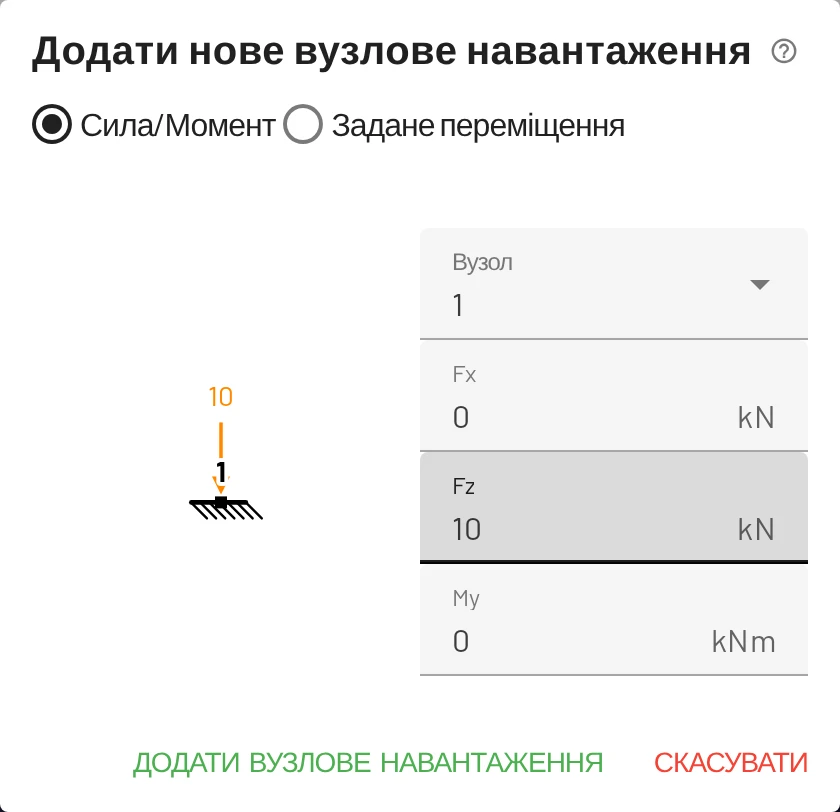 Додати нове вузлове навантаження
Сила/Момент Задане переміщення
Вузол
1
Fx
0 kN
10
1
Fz
10 kN
My
0 kNm
ДОДАТИ ВУЗЛОВЕ НАВАНТАЖЕННЯ СКАСУВАТИ